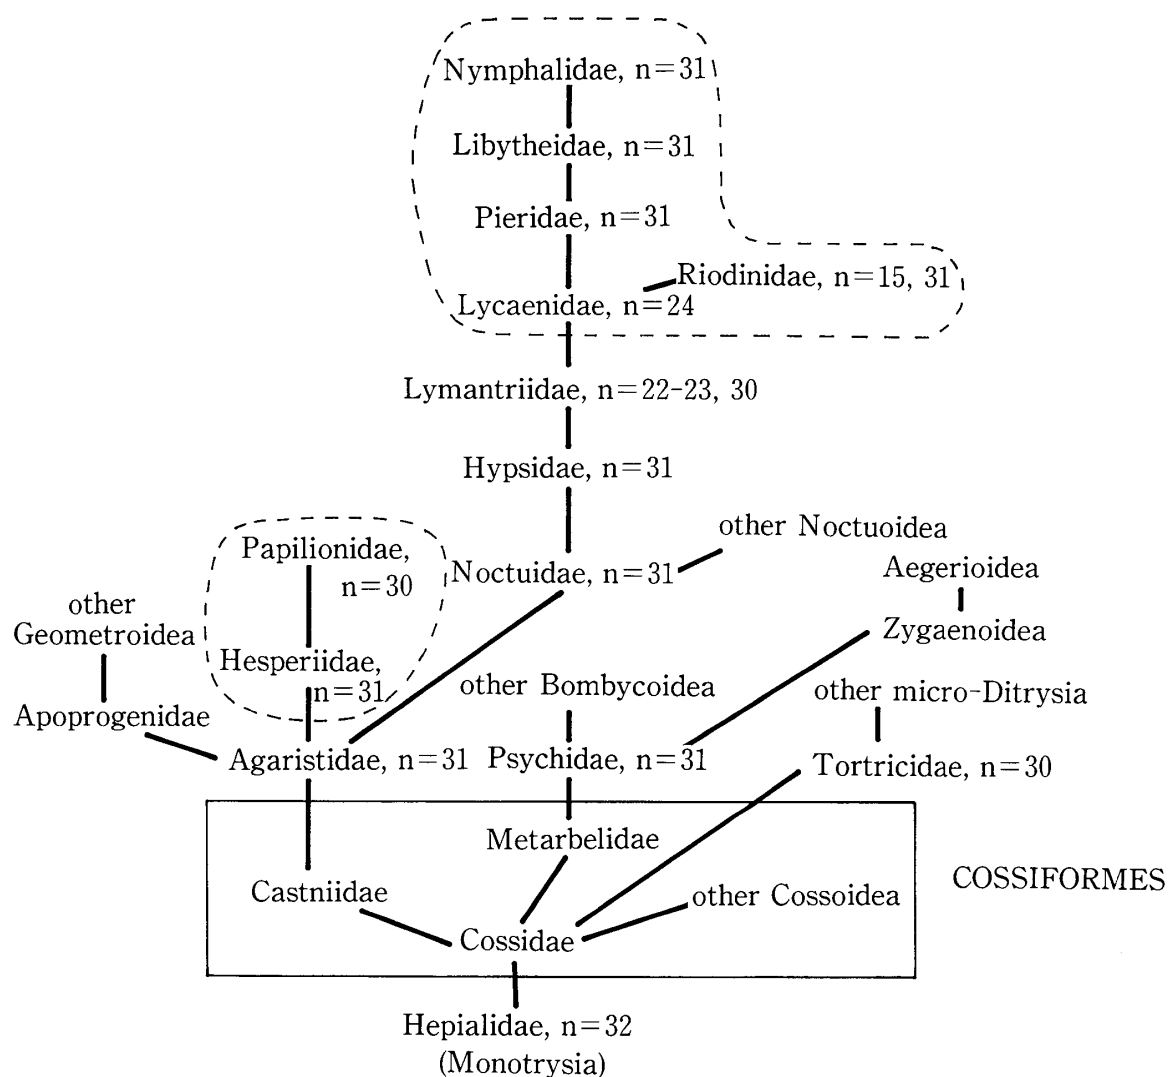 Nymphalidae, n=31
Libytheidae, n=31
Pieridae, n=31
Riodinidae, n=15, 31
Lycaenidae, n=24
Lymantriidae, n=22-23, 30
Hypsidae, n=31
other Noctuoidea
Papilionidae,
n=30
Noctuidae, n=31
Aegerioidea
other
Geometroidea
Zygaenoidea
Hesperiidae,
n=31
other Bombycoidea
other micro-Ditrysia
Apoprogenidae
Agaristidae, n=31
Psychidae, n=31
Tortricidae, n=30
Metarbelidae
Castniidae
other Cossoidea
COSSIFORMES
Cossidae
Hepialidae, n=32
(Monotrysia)